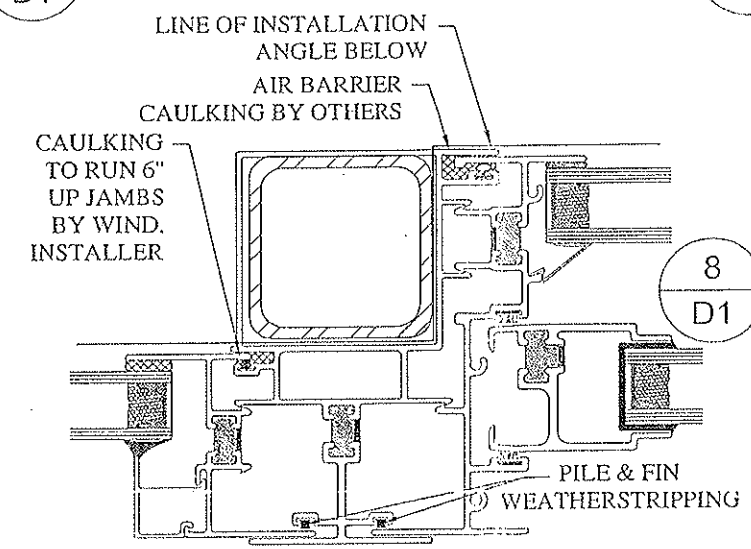 LINE OF INSTALLATION
ANGLE BELOW
AIR BARRIER
CAULKING BY OTHERS
CAULKING
TO RUN 6"
UP JAMBS
BY WIND.
INSTALLER
8
D1
PILE & FIN
WEATHERSTRIPPING